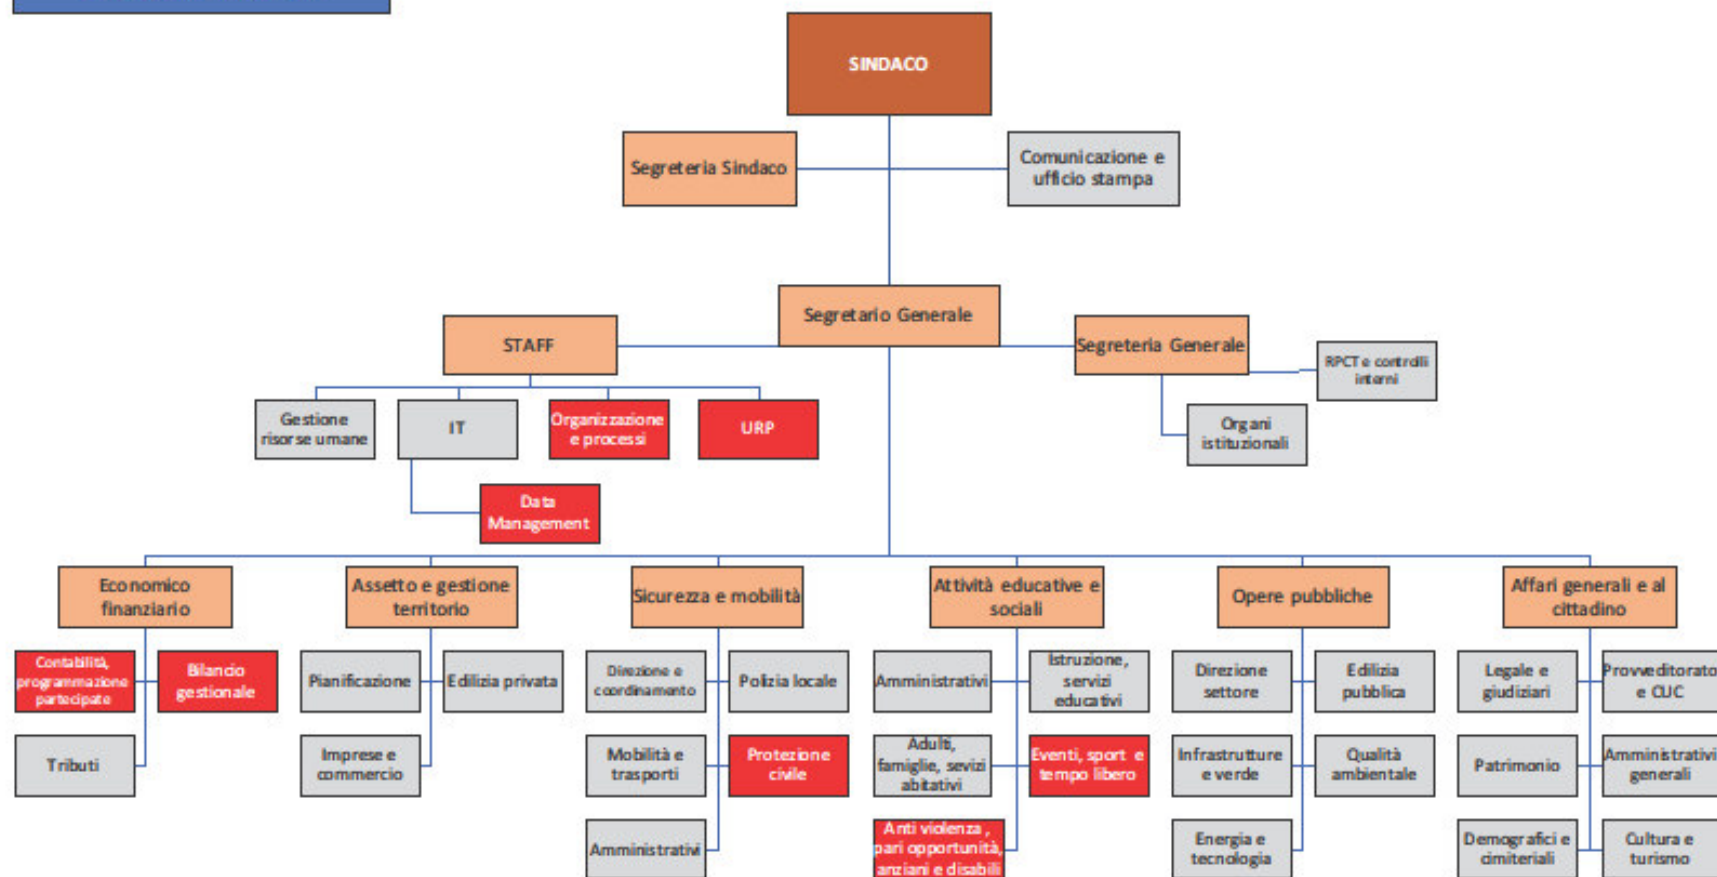 SINDACO
Segreteria Sindaco
Comunicazione e
ufficio stampa
Segretario Generale
STAFF
Segreteria Generale
RPCT e controlli
interni
Gestione
risorse umane
IT
Organizzazione
e processi
URP
Organi
istituzionali
Data
Management
Economico
finanziario
Assetto e gestione
territorio
Sicurezza e mobilità
Attività educative e
sociali
Opere pubbliche
Affari generali e al
cittadino
Contabilità,
programmazione
partecipate
Bilancio
gestionale
Pianificazione
Edilizia privata
Direzione e
coordinamento
Polizia locale
Amministrativi
Istruzione,
servizi
educativi
Direzione
settore
Edilizia
pubblica
Legale e
giudiziari
Provveditorato
e CUC
Tributi
Imprese e
commercio
Mobilità e
trasporti
Protezione
civile
Adulti,
famiglie, sevizi
abitativi
Eventi, sport e
tempo libero
Infrastrutture
e verde
Qualità
ambientale
Patrimonio
Amministrativi
generali
Amministrativi
Anti violenza ,
pari opportunità,
anziani e disabili
Energia e
tecnologia
Demografici e
cimiteriali
Cultura e
turismo